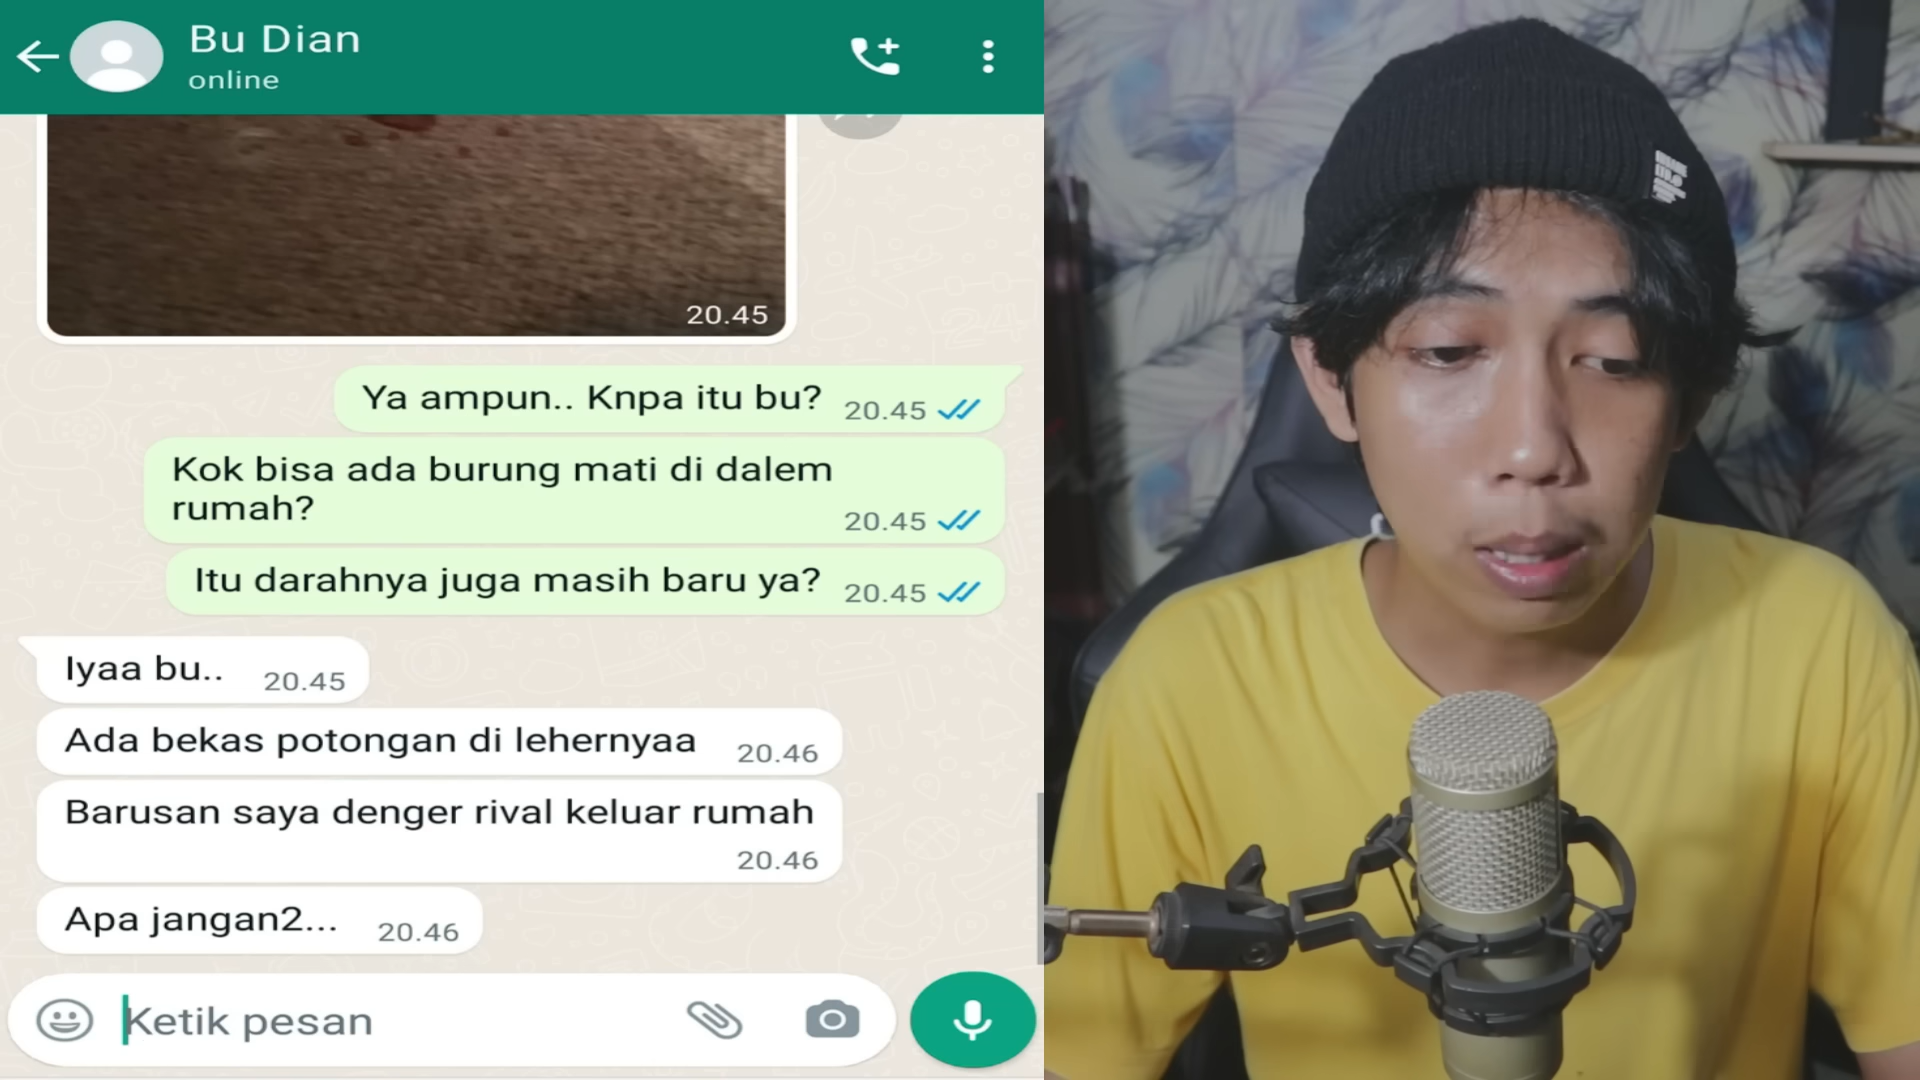 Bu Dian
online
20.45
Ya ampun.. Knpa itu bu? 20.45
Kok bisa ada burung mati di dalem
rumah? 20.45
Itu darahnya juga masih baru ya? 20.45
Iyaa bu.. 20.45
Ada bekas potongan di lehernyaa 20.46
Barusan saya denger rival keluar rumah
20.46
Apa jangan2... 20.46
Ketik pesan